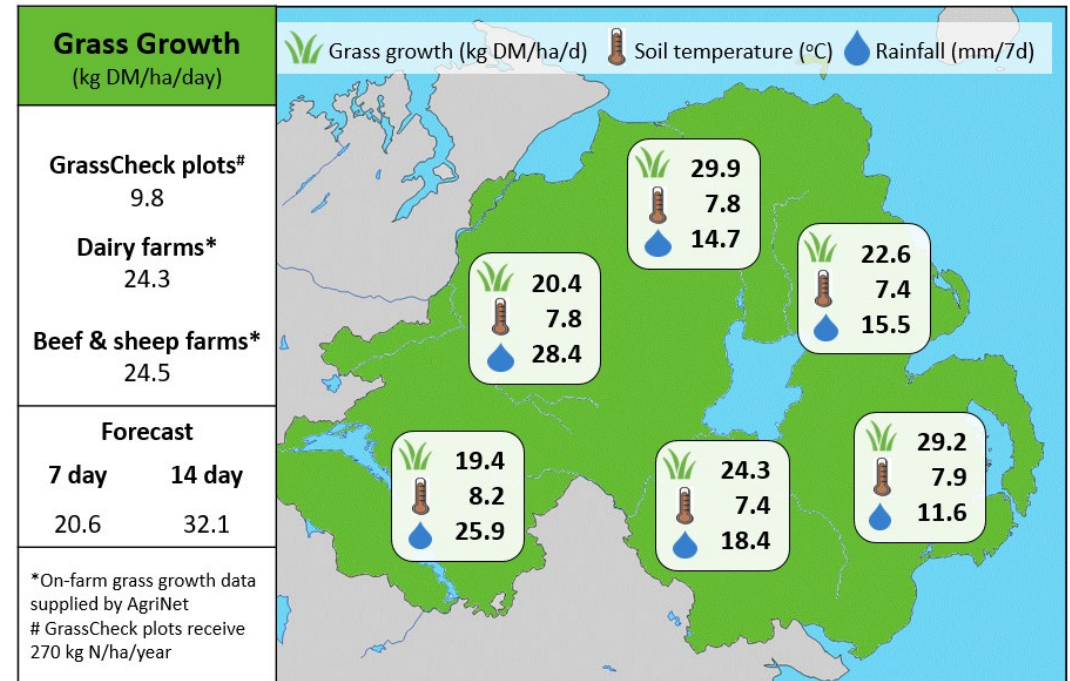 Grass Growth
(kg DM/ha/day)
GrassCheck plots#
9.8
Dairy farms*
24.3
Beef & sheep farms*
24.5
Forecast
7 day 14 day
20.6 32.1
*On-farm grass growth data
supplied by AgriNet
# GrassCheck plots receive
270 kg N/ha/year
Grass growth (kg DM/ha/d) Soil temperature (°C) Rainfall (mm/7d)
29.9
7.8
14.7
22.6
7.4
15.5
20.4
7.8
28.4
19.4
8.2
25.9
24.3
7.4
18.4
29.2
7.9
11.6